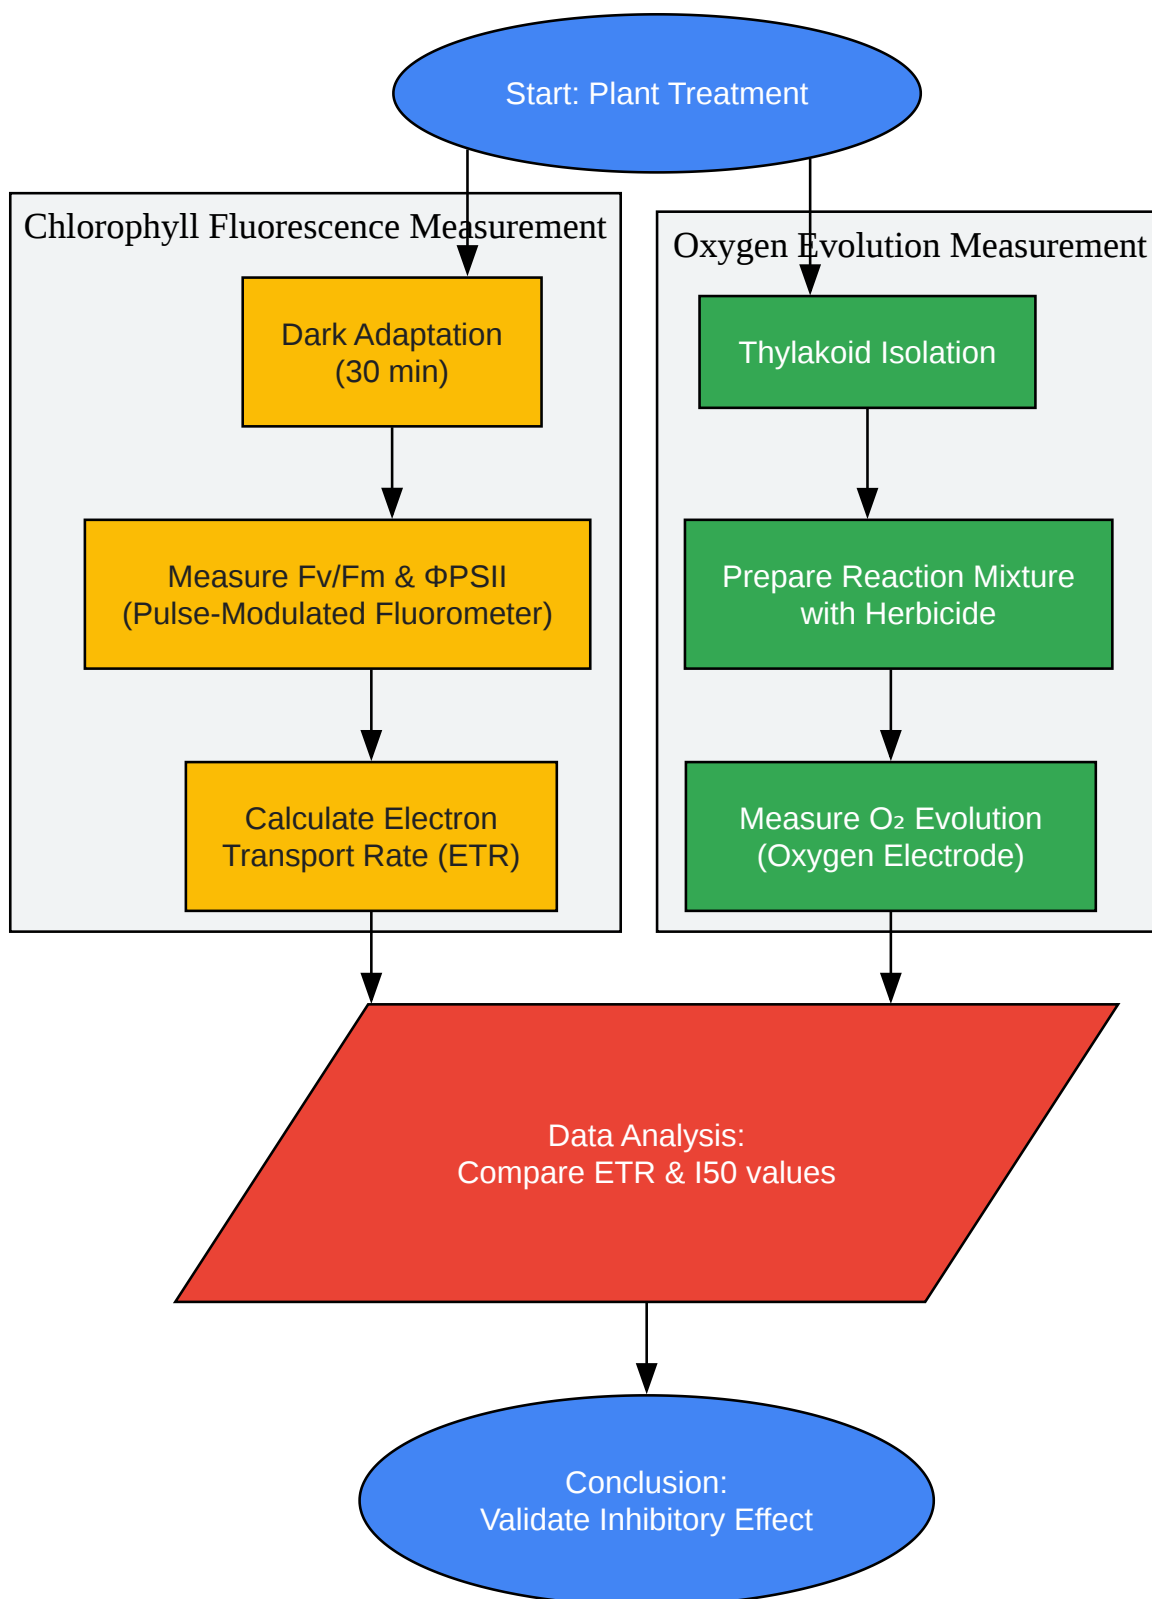 Start: Plant Treatment
Chlorophyll Fluorescence Measurement
Dark Adaptation
(30 min)
Measure Fv/Fm & ΦPSII
(Pulse-Modulated Fluorometer)
Calculate Electron
Transport Rate (ETR)
Oxygen Evolution Measurement
Thylakoid Isolation
Prepare Reaction Mixture
with Herbicide
Measure O₂ Evolution
(Oxygen Electrode)
Data Analysis:
Compare ETR & I50 values
Conclusion:
Validate Inhibitory Effect